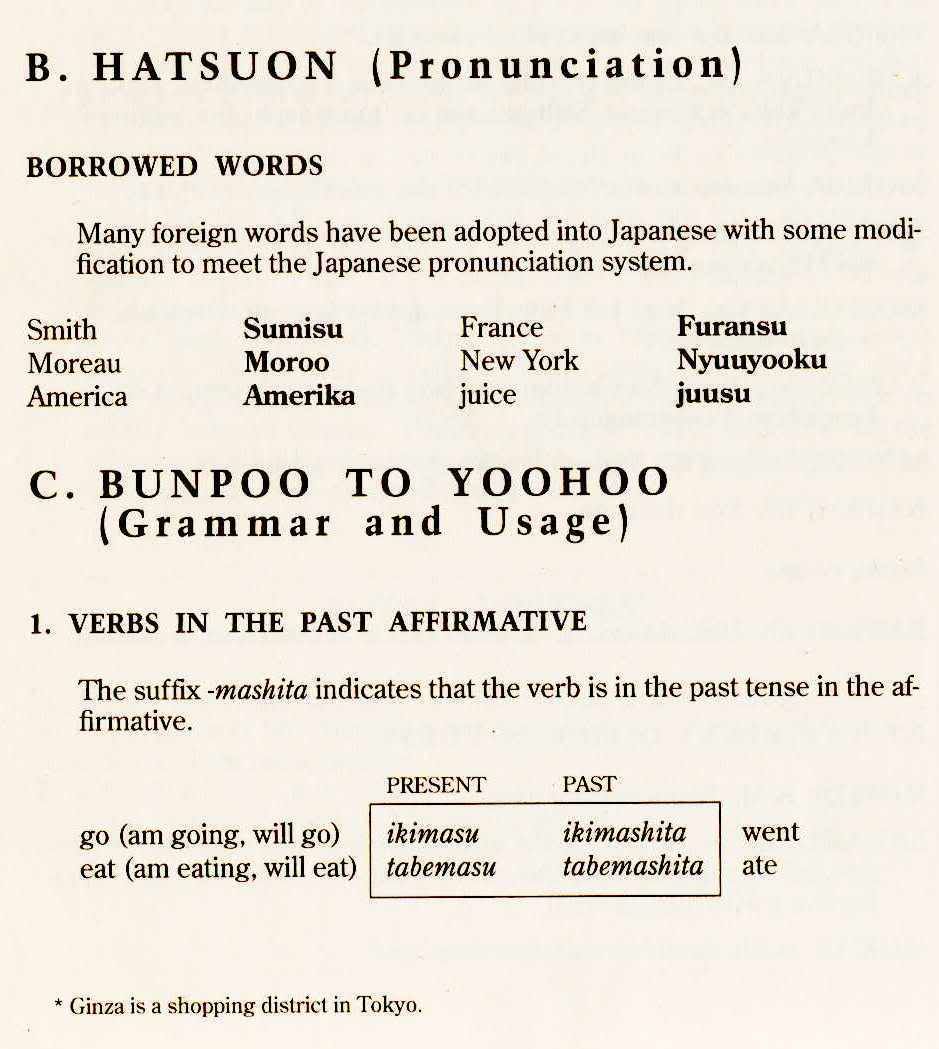 B. HATSUON (Pronunciation)
BORROWED WORDS
Many foreign words have been adopted into Japanese with some modi-
fication to meet the Japanese pronunciation system.
Smith Sumisu France Furansu
Moreau Moroo New York Nyuuyooku
America Amerika juice juusu
C. BUNPOO TO YOOHOO
(Grammar and Usage)
1. VERBS IN THE PAST AFFIRMATIVE
The suffix -mashita indicates that the verb is in the past tense in the af-
firmative.
PRESENT PAST
go (am going, will go) ikimasu ikimashita went
eat (am eating, will eat) tabemasu tabemashita ate
* Ginza is a shopping district in Tokyo.